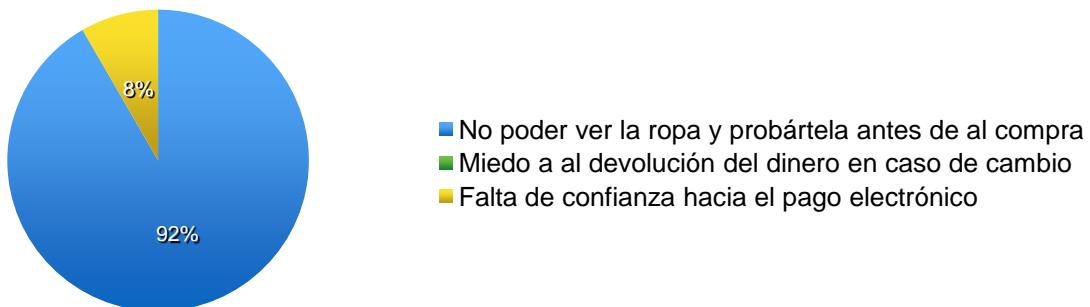 8%
92%
No poder ver la ropa y probártela antes de al compra
Miedo a al devolución del dinero en caso de cambio
Falta de confianza hacia el pago electrónico